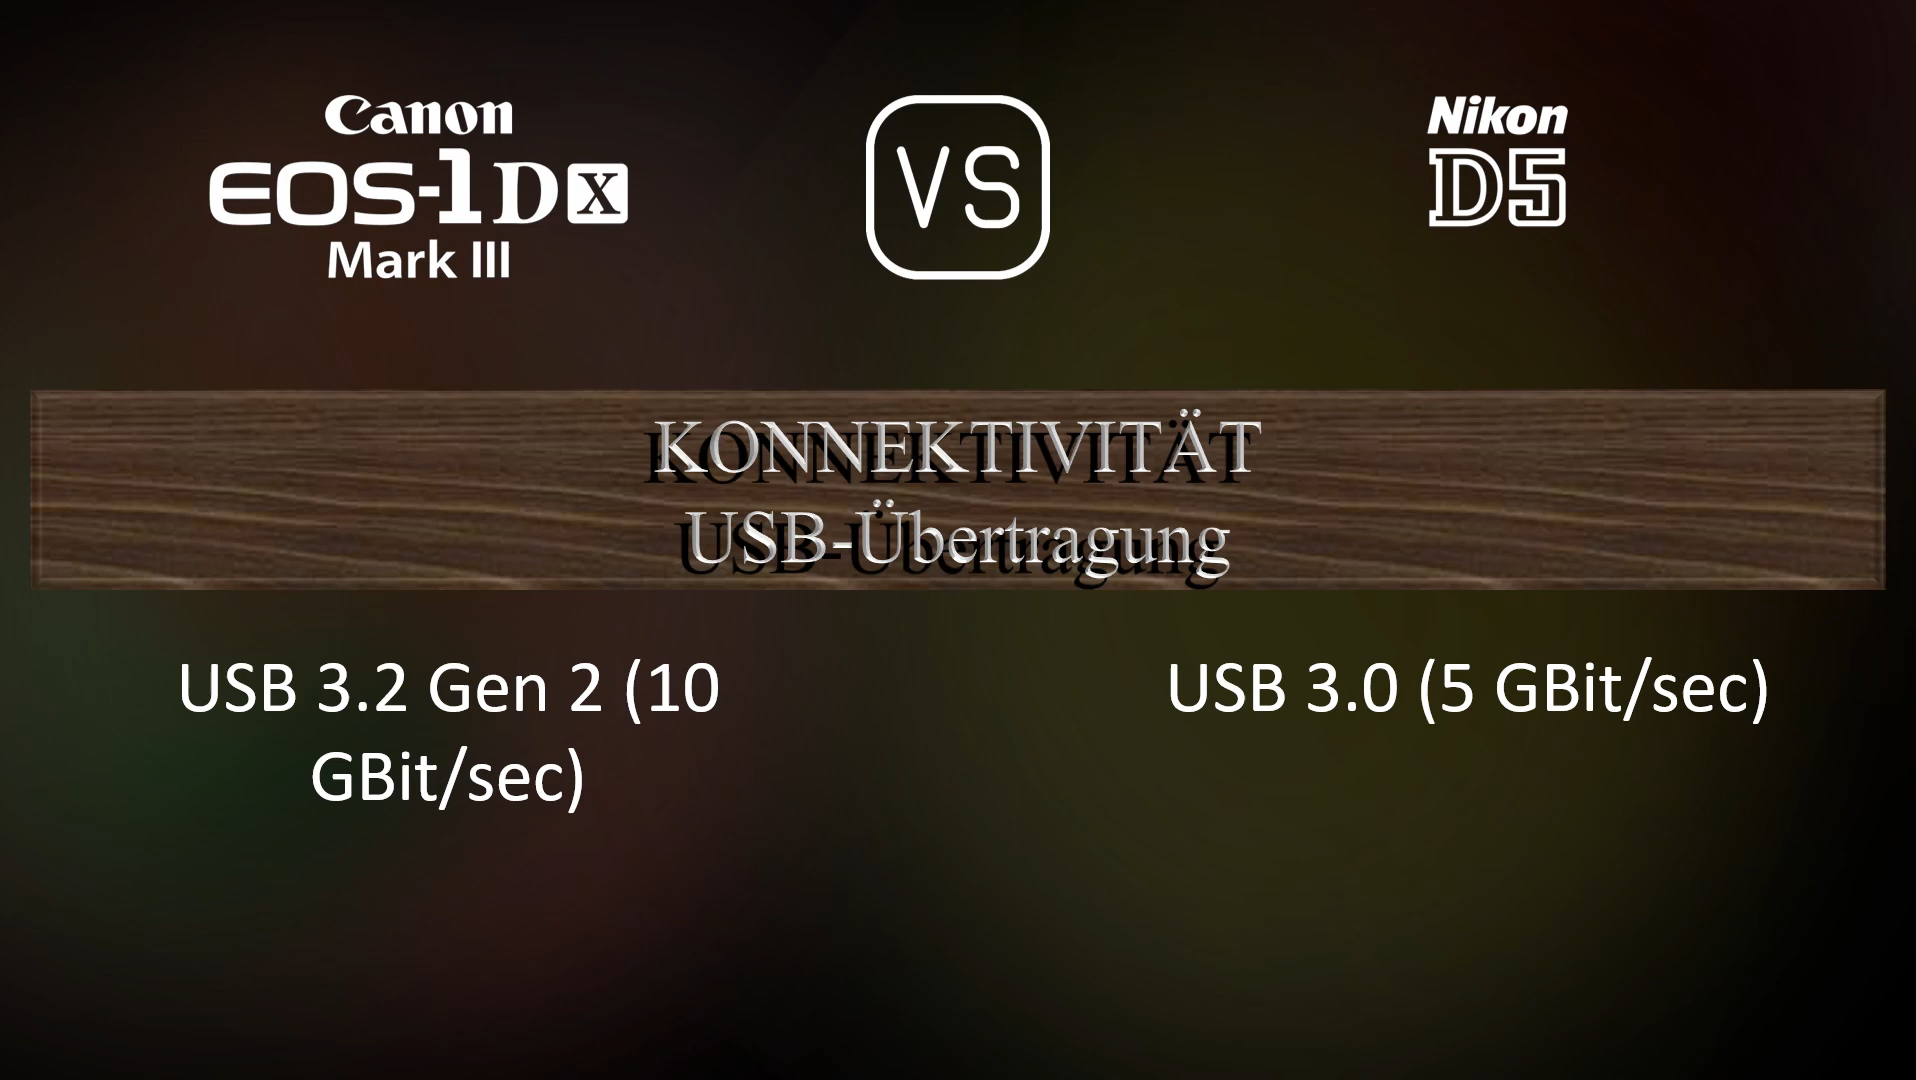 Canon
EOS-1D X
Mark III
VS
Nikon
D5
KONNEKTIVITÄT
USB-Übertragung
USB 3.2 Gen 2 (10
GBit/sec)
USB 3.0 (5 GBit/sec)